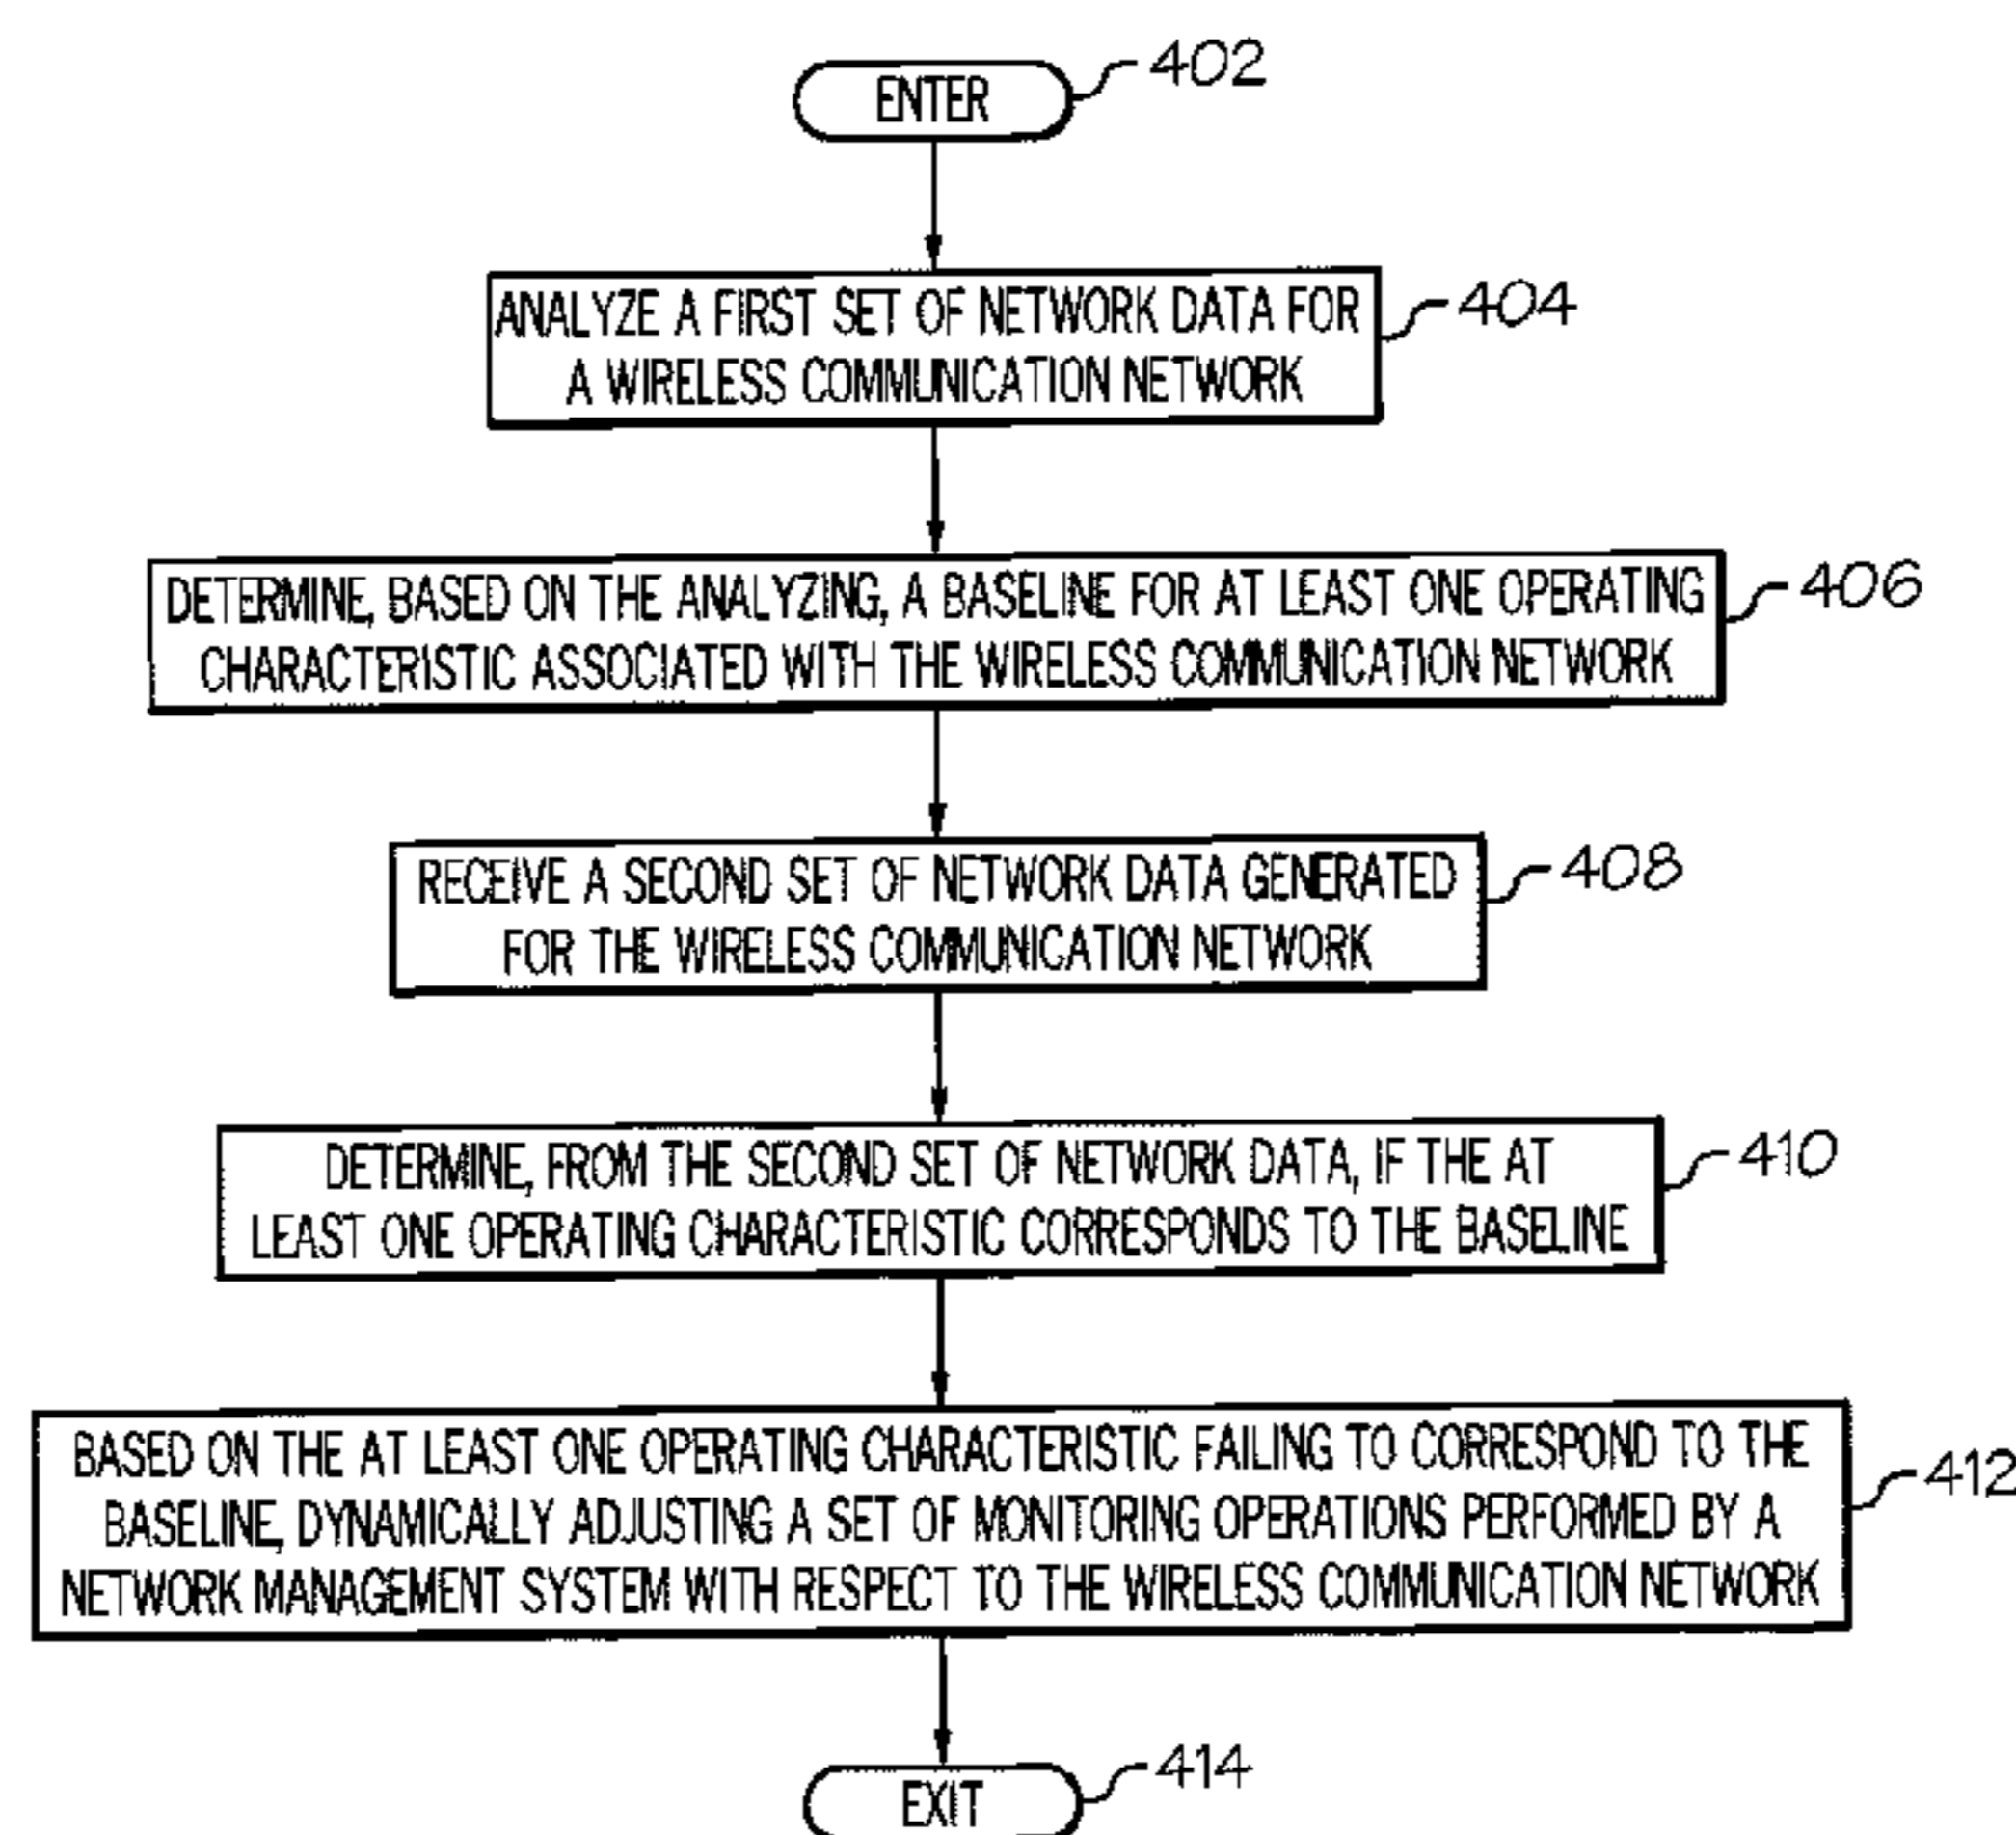 ENTER
402
ANALYZE A FIRST SET OF NETWORK DATA FOR
A WIRELESS COMMUNICATION NETWORK
404
DETERMINE, BASED ON THE ANALYZING, A BASELINE FOR AT LEAST ONE OPERATING
CHARACTERISTIC ASSOCIATED WITH THE WIRELESS COMMUNICATION NETWORK
406
RECEIVE A SECOND SET OF NETWORK DATA GENERATED
FOR THE WIRELESS COMMUNICATION NETWORK
408
DETERMINE, FROM THE SECOND SET OF NETWORK DATA, IF THE AT
LEAST ONE OPERATING CHARACTERISTIC CORRESPONDS TO THE BASELINE
410
BASED ON THE AT LEAST ONE OPERATING CHARACTERISTIC FAILING TO CORRESPOND TO THE
BASELINE, DYNAMICALLY ADJUSTING A SET OF MONITORING OPERATIONS PERFORMED BY A
NETWORK MANAGEMENT SYSTEM WITH RESPECT TO THE WIRELESS COMMUNICATION NETWORK
412
EXIT
414